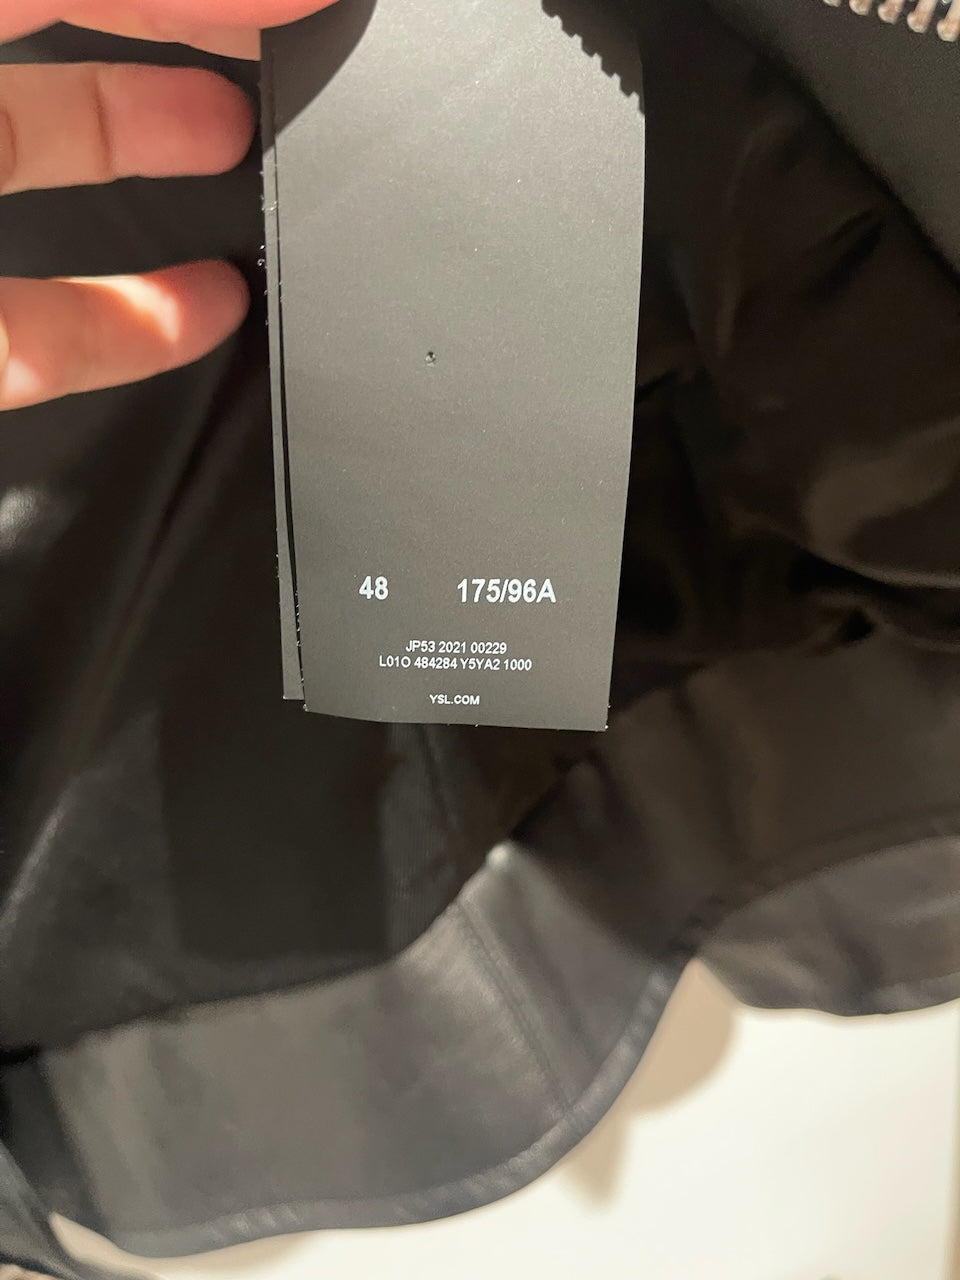 48 175/96A
JP53 2021 00229
L01O 484284 Y5YA2 1000
YSL.COM